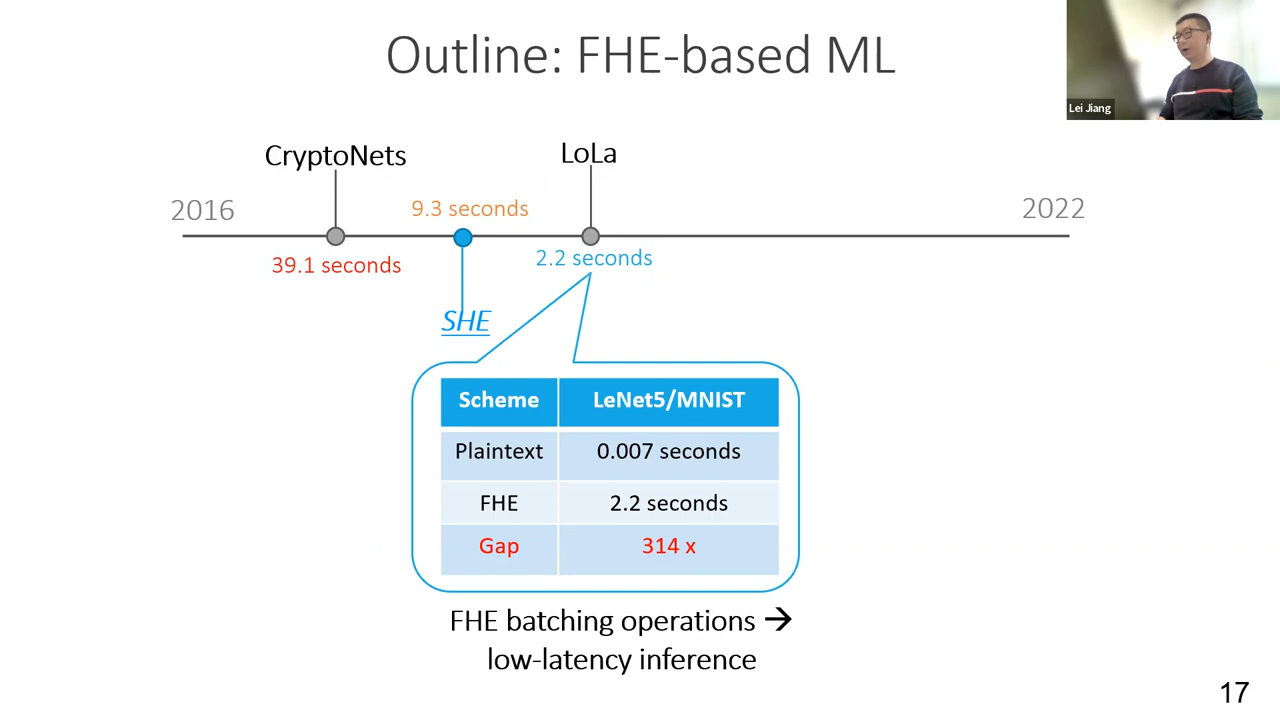 Outline: FHE-based ML
Lei Jiang
CryptoNets
LoLa
2016
9.3 seconds
2022
39.1 seconds
2.2 seconds
SHE
Scheme LeNet5/MNIST
Plaintext 0.007 seconds
FHE 2.2 seconds
Gap 314 x
FHE batching operations →
low-latency inference
17